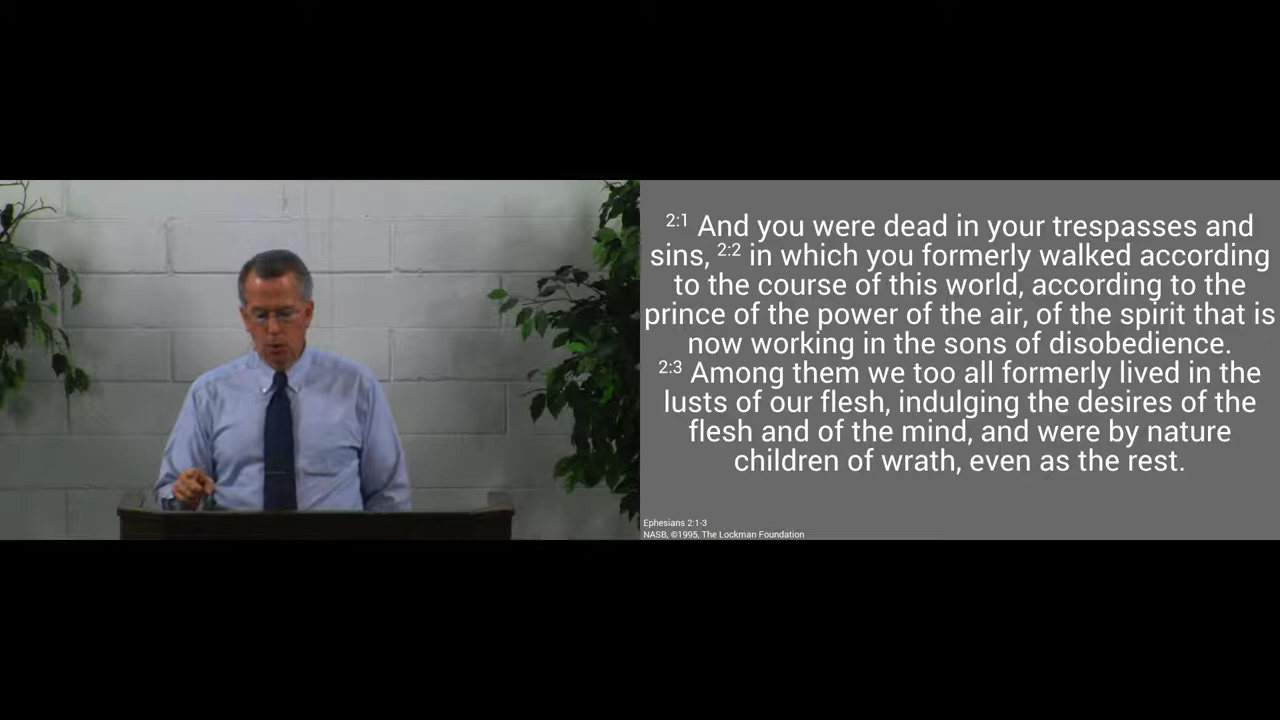 2:1 And you were dead in your trespasses and
sins, 2:2 in which you formerly walked according
to the course of this world, according to the
prince of the power of the air, of the spirit that is
now working in the sons of disobedience.
2:3 Among them we too all formerly lived in the
lusts of our flesh, indulging the desires of the
flesh and of the mind, and were by nature
children of wrath, even as the rest.
Ephesians 2:1-3
NASB, ©1995, The Lockman Foundation